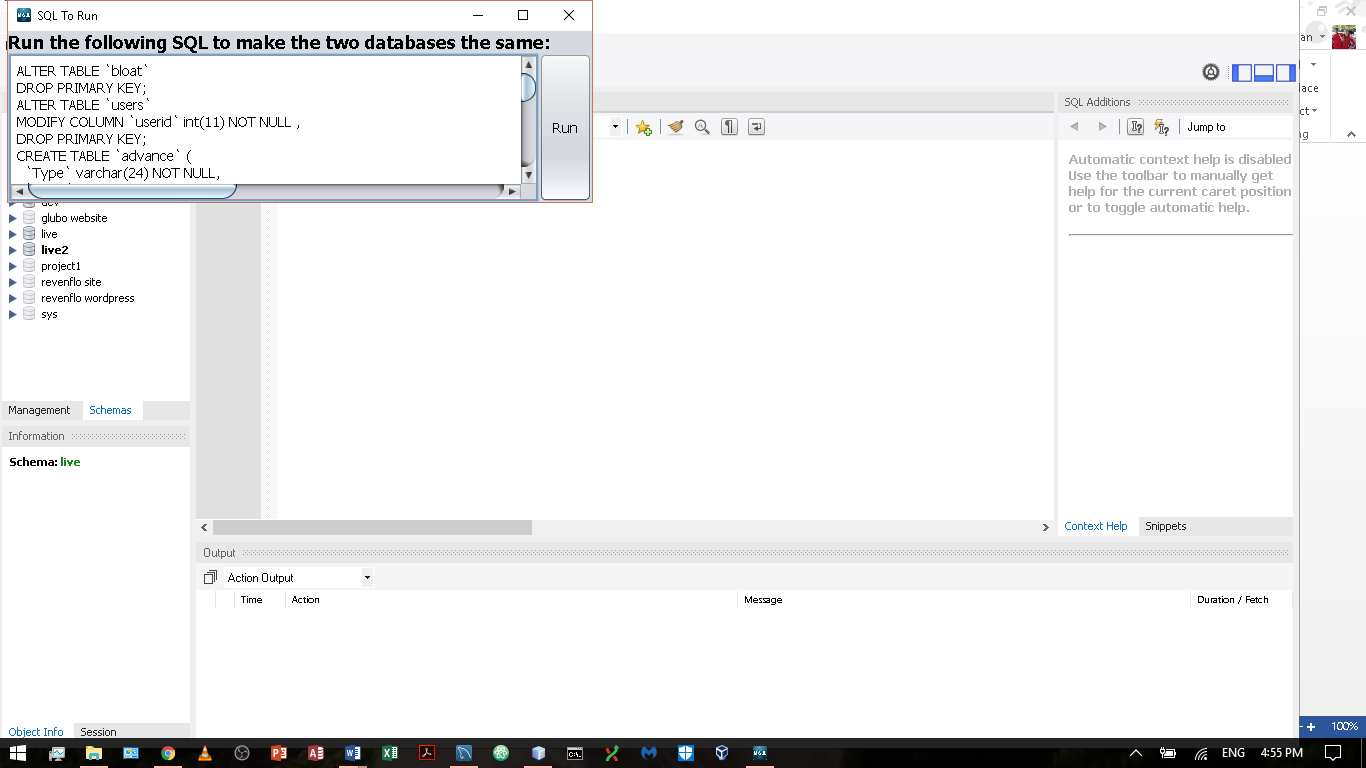 SQL To Run
Run the following SQL to make the two databases the same:
ALTER TABLE `bloat`
DROP PRIMARY KEY;
ALTER TABLE `users`
MODIFY COLUMN `userid` int(11) NOT NULL ,
DROP PRIMARY KEY;
CREATE TABLE `advance` (
`Type` varchar(24) NOT NULL,
Run
dev
glubo website
live
live2
project1
revenflo site
revenflo wordpress
sys
Management Schemas
Information
Schema: live
Object Info Session
SQL Additions
Jump to
Automatic context help is disabled
Use the toolbar to manually get
help for the current caret position
or to toggle automatic help.
Context Help Snippets
Output
Action Output
Time Action Message Duration / Fetch
100%
ENG 4:55 PM